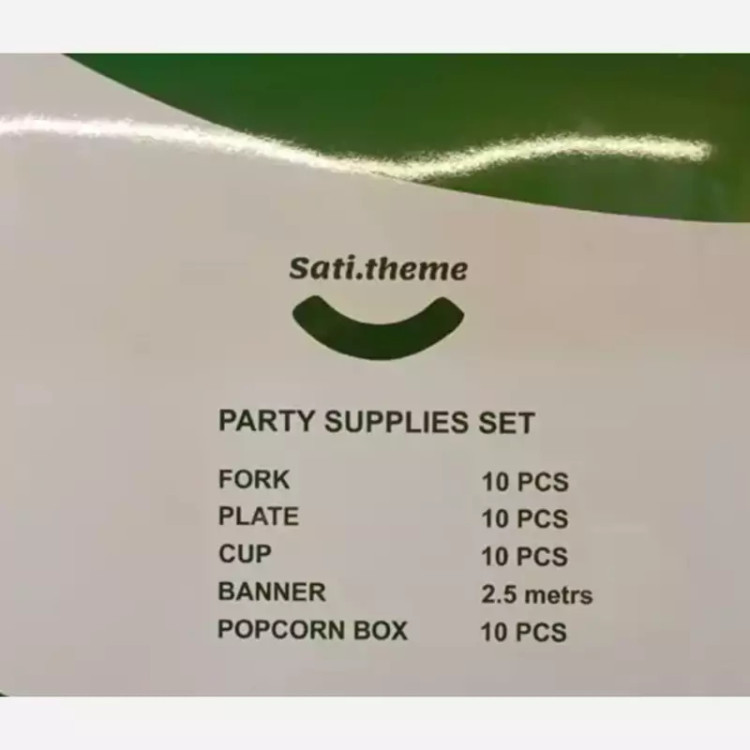 Sati.theme
PARTY SUPPLIES SET
FORK 10 PCS
PLATE 10 PCS
CUP 10 PCS
BANNER 2.5 metrs
POPCORN BOX 10 PCS